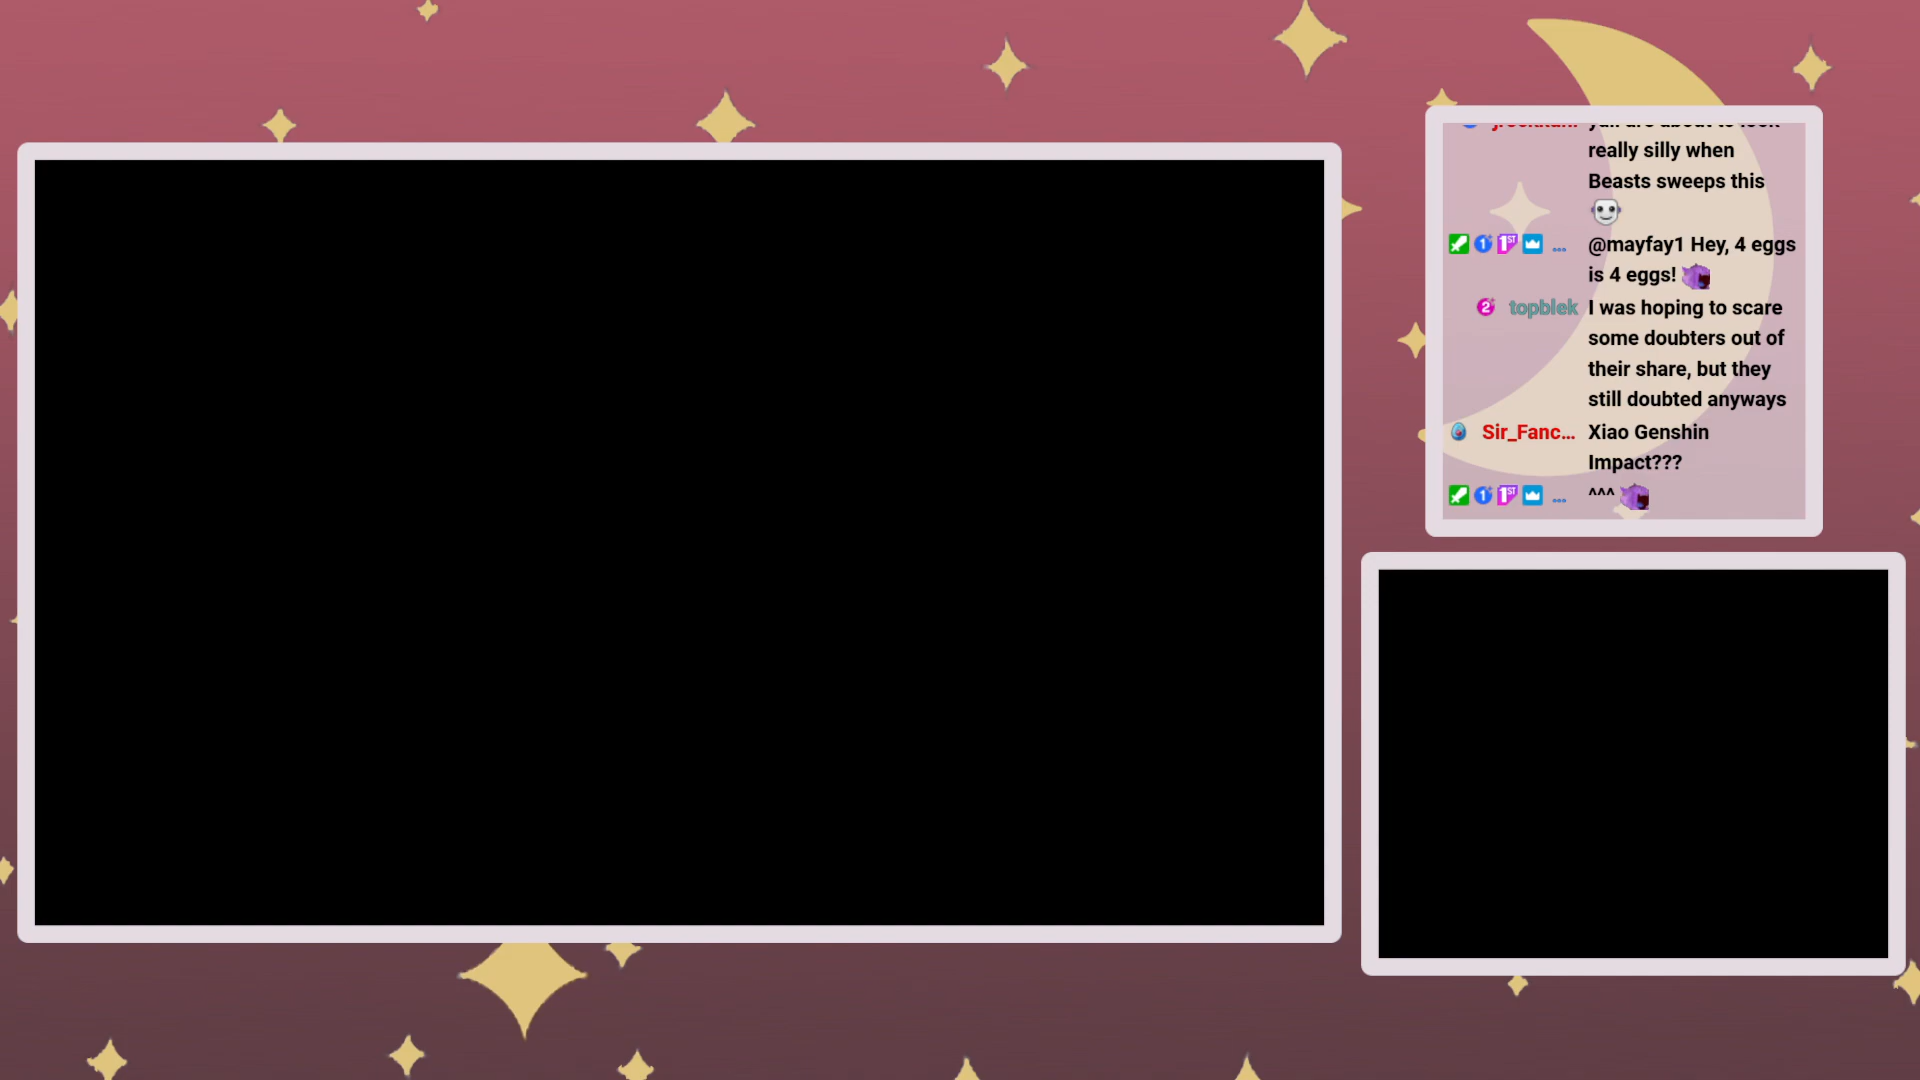 really silly when
Beasts sweeps this
@mayfay1 Hey, 4 eggs
is 4 eggs!
topblek I was hoping to scare
some doubters out of
their share, but they
still doubted anyways
Sir_Fanc... Xiao Genshin
Impact???
... ^^^